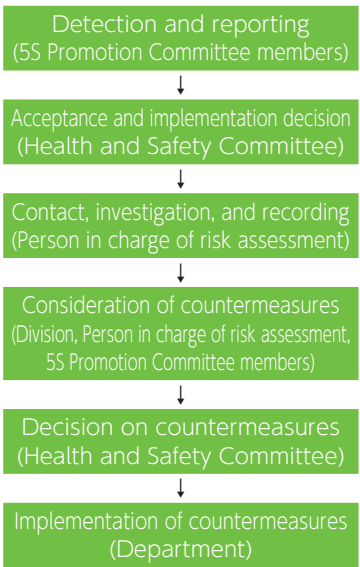 Detection and reporting
(5S Promotion Committee members)
Acceptance and implementation decision
(Health and Safety Committee)
Contact, investigation, and recording
(Person in charge of risk assessment)
Consideration of countermeasures
(Division, Person in charge of risk assessment,
5S Promotion Committee members)
Decision on countermeasures
(Health and Safety Committee)
Implementation of countermeasures
(Department)